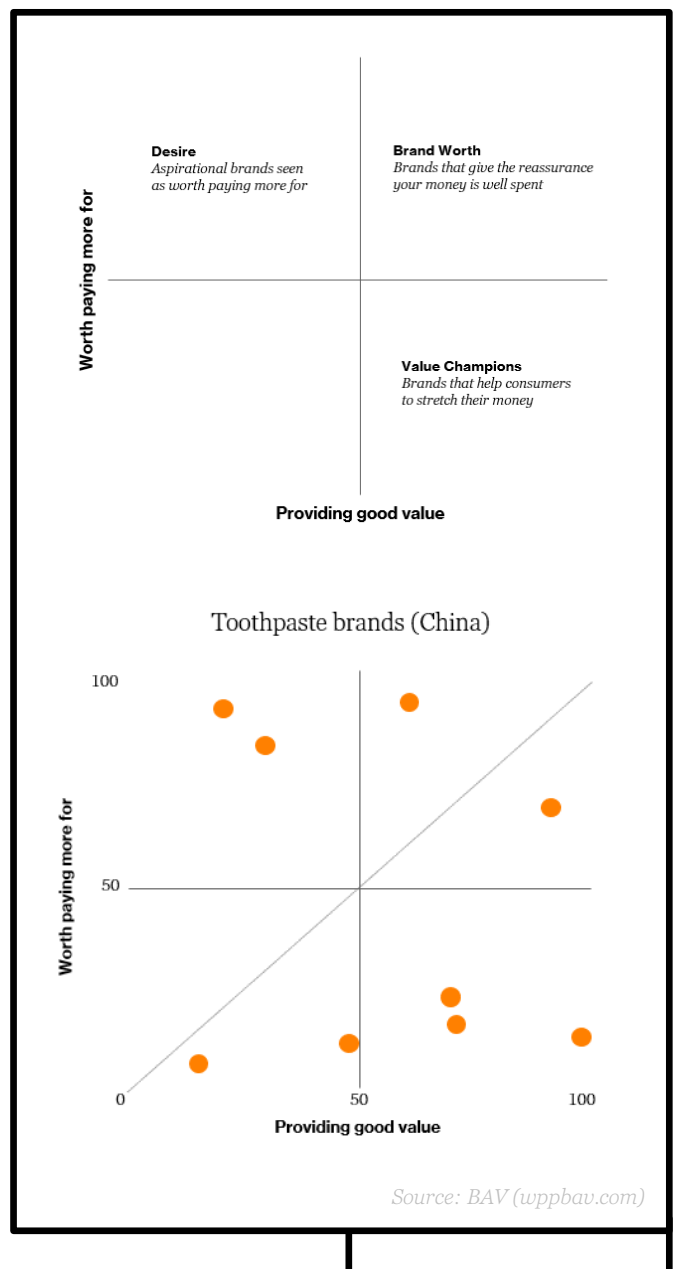 Desire
Aspirational brands seen
as worth paying more for
Brand Worth
Brands that give the reassurance
your money is well spent
Worth paying more for
Value Champions
Brands that help consumers
to stretch their money
Providing good value
Toothpaste brands (China)
100
Worth paying more for
50
0
50
100
Providing good value
Source: BAV (wppbav.com)